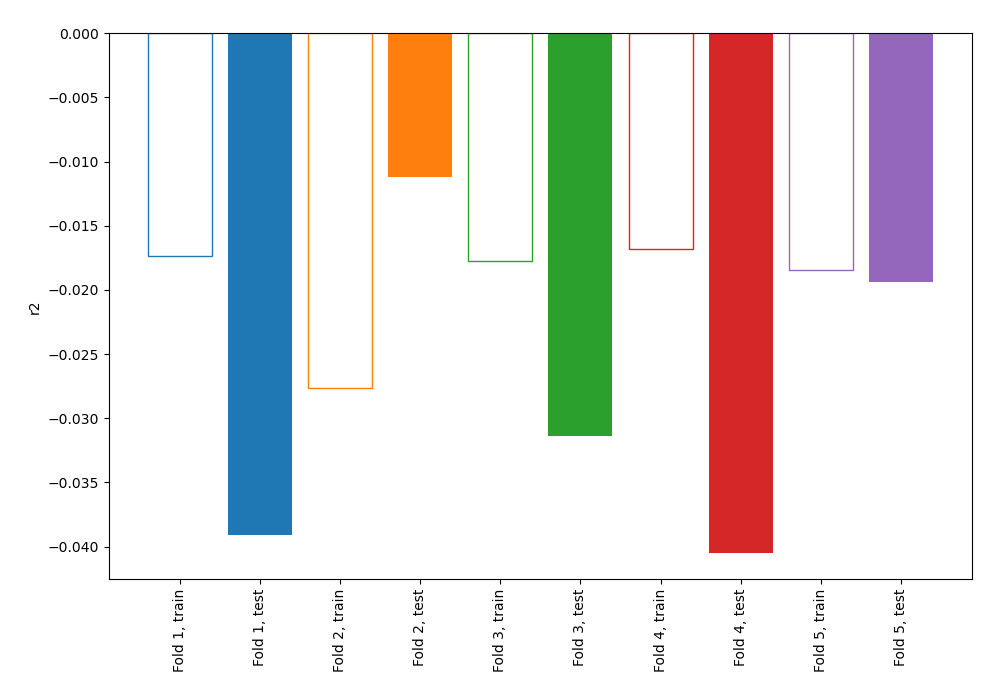 0.000
−0.005
−0.010
−0.015
−0.020
−0.025
−0.030
−0.035
−0.040
r2
Fold 1, train
Fold 1, test
Fold 2, train
Fold 2, test
Fold 3, train
Fold 3, test
Fold 4, train
Fold 4, test
Fold 5, train
Fold 5, test